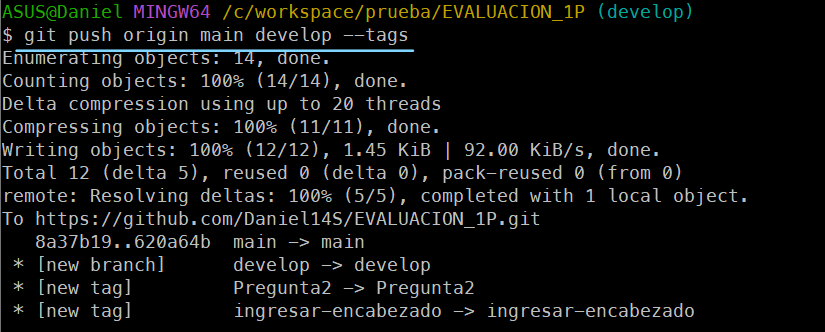 ASUS@Daniel MINGW64 /c/workspace/prueba/EVALUACION_1P (develop)
$ git push origin main develop --tags
Enumerating objects: 14, done.
Counting objects: 100% (14/14), done.
Delta compression using up to 20 threads
Compressing objects: 100% (11/11), done.
Writing objects: 100% (12/12), 1.45 KiB | 92.00 KiB/s, done.
Total 12 (delta 5), reused 0 (delta 0), pack-reused 0 (from 0)
remote: Resolving deltas: 100% (5/5), completed with 1 local object.
To https://github.com/Daniel14S/EVALUACION_1P.git
   8a37b19..620a64b  main -> main
 * [new branch]      develop -> develop
 * [new tag]         Pregunta2 -> Pregunta2
 * [new tag]         ingresar-encabezado -> ingresar-encabezado